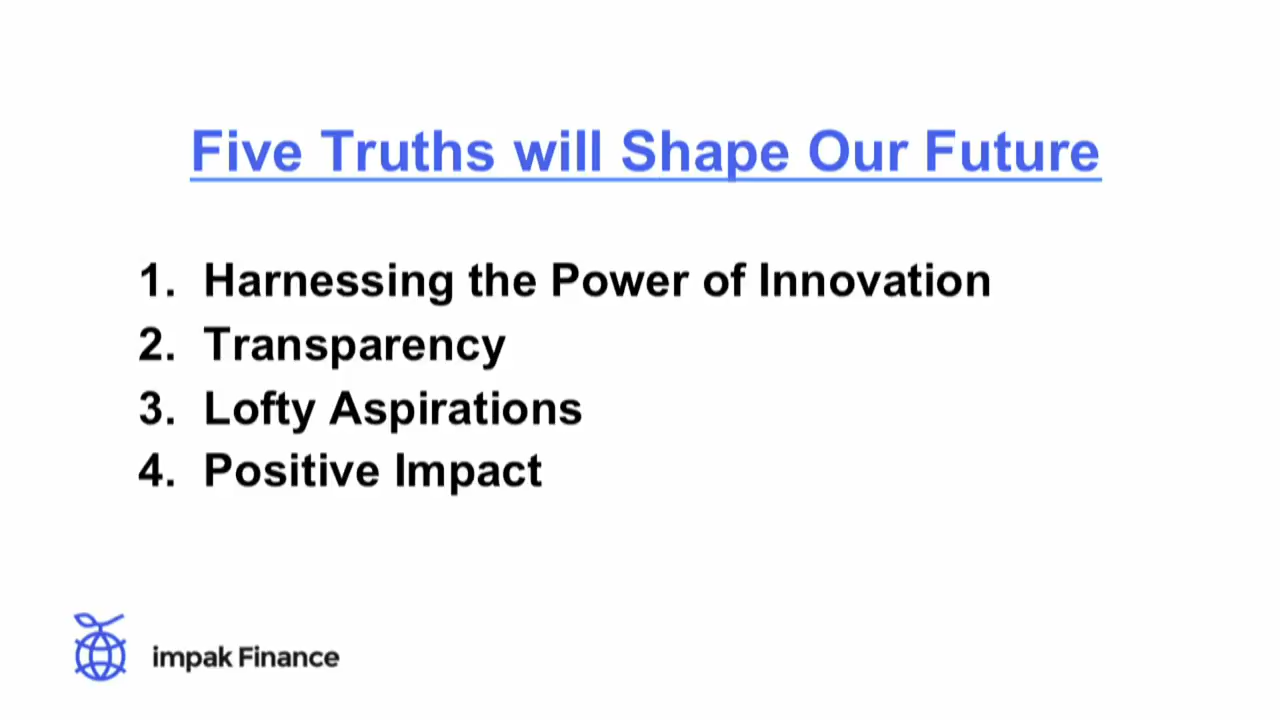 Five Truths will Shape Our Future
1. Harnessing the Power of Innovation
2. Transparency
3. Lofty Aspirations
4. Positive Impact
impak Finance